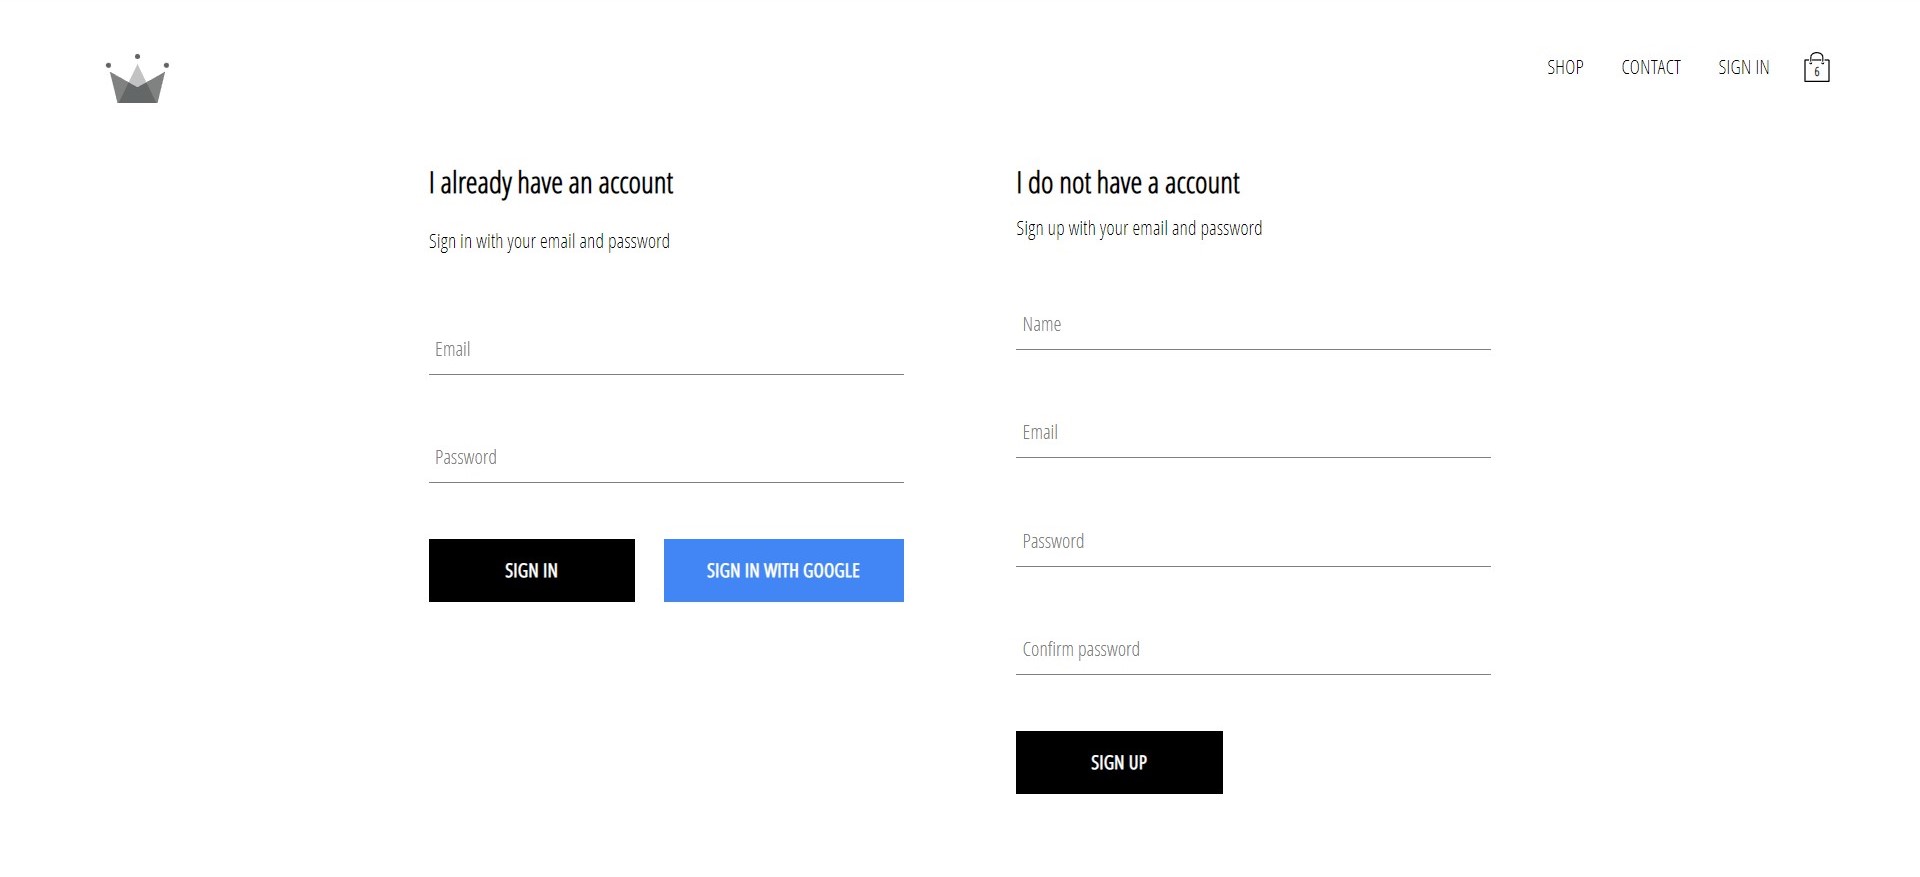 SHOP
CONTACT
SIGN IN
6
I already have an account
Sign in with your email and password
Email
Password
SIGN IN
SIGN IN WITH GOOGLE
I do not have a account
Sign up with your email and password
Name
Email
Password
Confirm password
SIGN UP